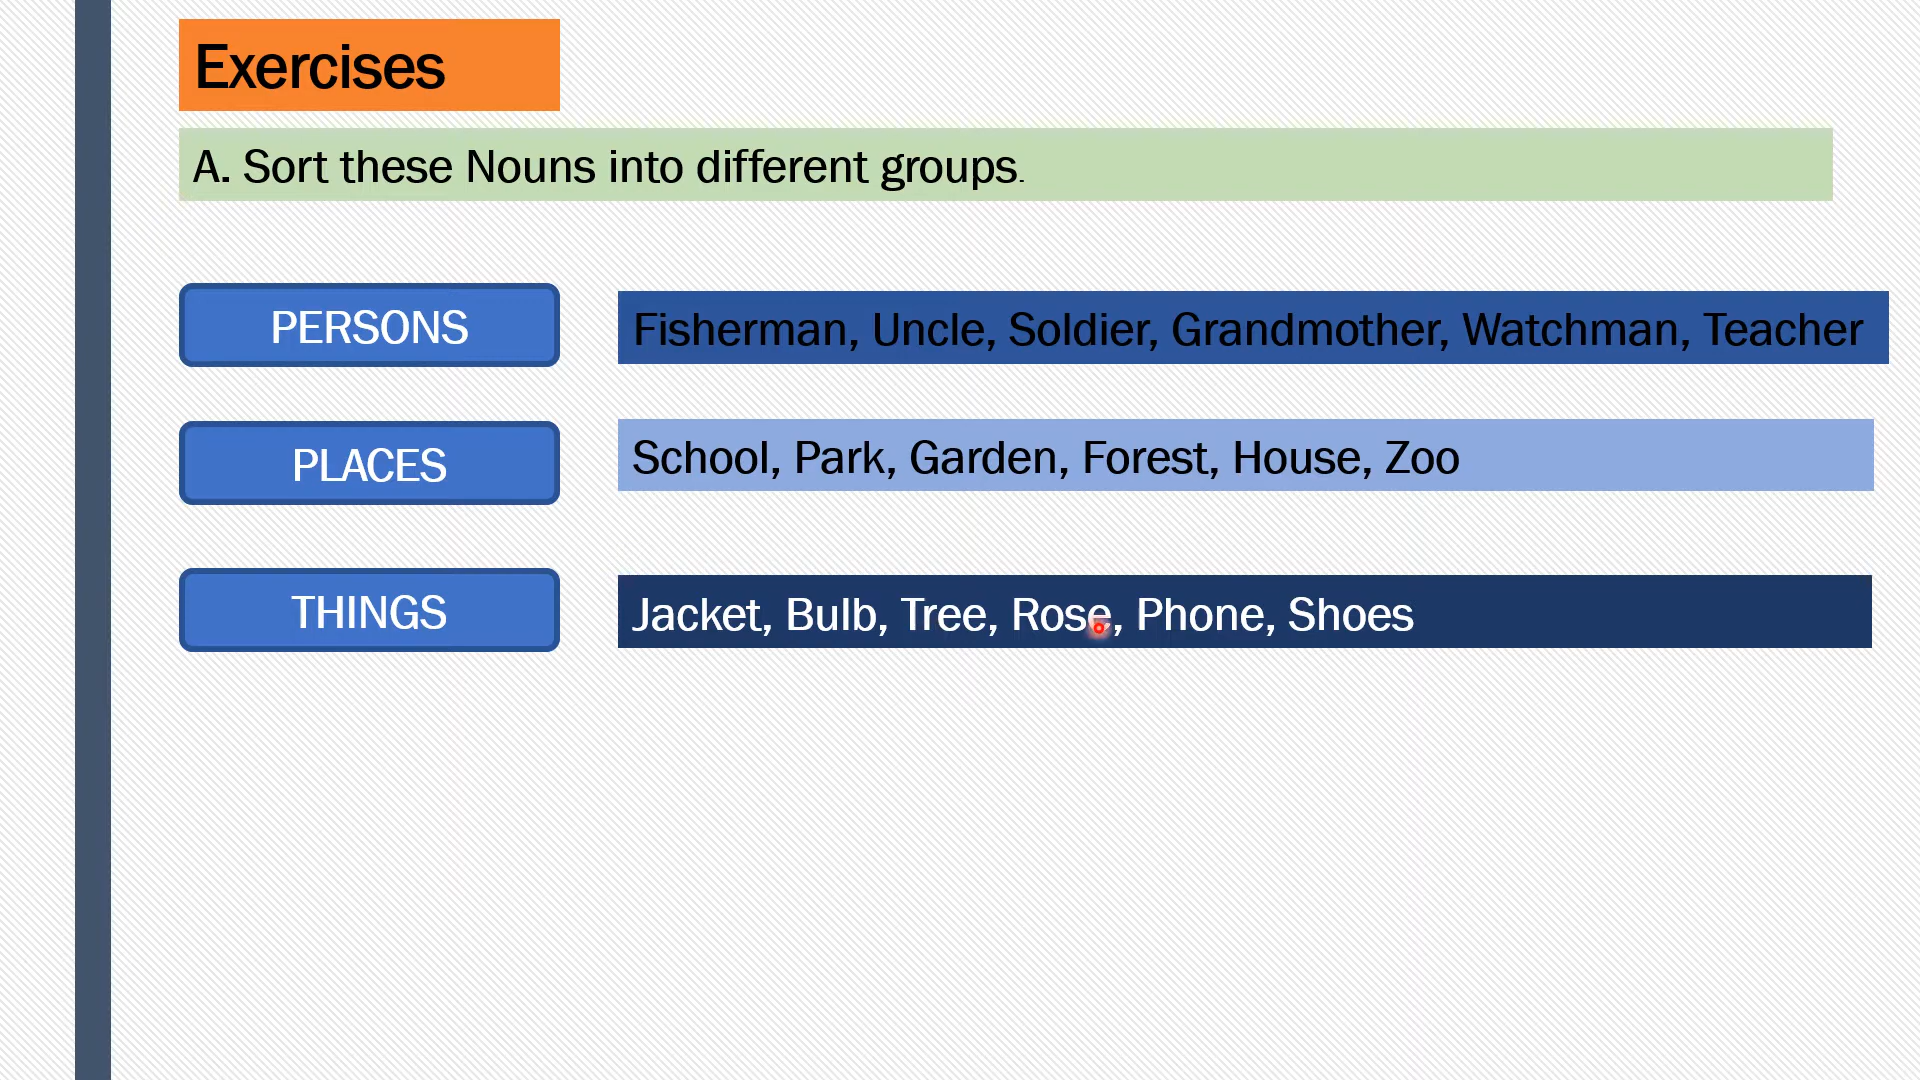 Exercises
A. Sort these Nouns into different groups.
PERSONS
Fisherman, Uncle, Soldier, Grandmother, Watchman, Teacher
PLACES
School, Park, Garden, Forest, House, Zoo
THINGS
Jacket, Bulb, Tree, Rose, Phone, Shoes